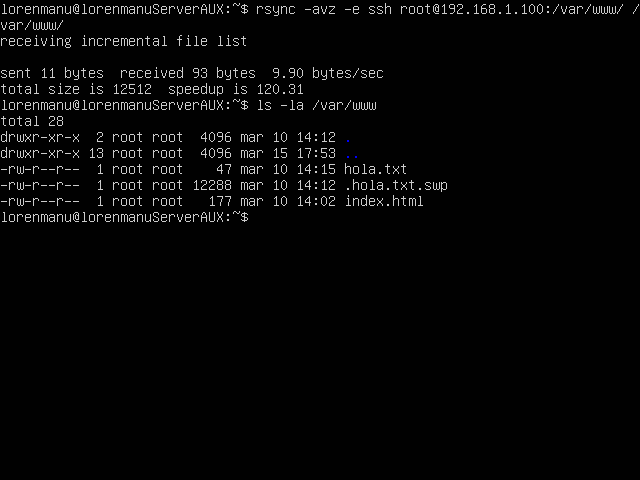 lorenmanu@lorenmanuServerAUX:~$ rsync -avz -e ssh root@192.168.1.100:/var/www/ /
var/www/
receiving incremental file list
sent 11 bytes  received 93 bytes  9.90 bytes/sec
total size is 12512  speedup is 120.31
lorenmanu@lorenmanuServerAUX:~$ ls -la /var/www
total 28
drwxr-xr-x  2 root root  4096 mar 10 14:12 .
drwxr-xr-x 13 root root  4096 mar 15 17:53 ..
-rw-r--r--  1 root root    47 mar 10 14:15 hola.txt
-rw-r--r--  1 root root 12288 mar 10 14:12 .hola.txt.swp
-rw-r--r--  1 root root   177 mar 10 14:02 index.html
lorenmanu@lorenmanuServerAUX:~$